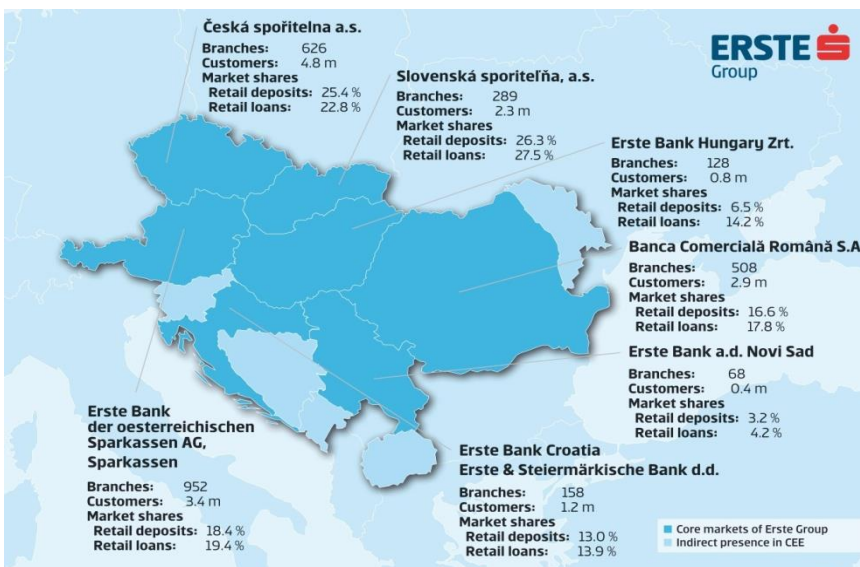 Česká spořitelna a.s.
Branches: 626
Customers: 4.8 m
Market shares
Retail deposits: 25.4 %
Retail loans: 22.8 %
ERSTE
Group
Slovenská sporiteľňa, a.s.
Branches: 289
Customers: 2.3 m
Market shares
Retail deposits: 26.3 %
Retail loans: 27.5 %
Erste Bank Hungary Zrt.
Branches: 128
Customers: 0.8 m
Market shares
Retail deposits: 6.5 %
Retail loans: 14.2 %
Banca Comercială Română S.A
Branches: 508
Customers: 2.9 m
Market shares
Retail deposits: 16.6 %
Retail loans: 17.8 %
Erste Bank a.d. Novi Sad
Branches: 68
Customers: 0.4 m
Market shares
Retail deposits: 3.2 %
Retail loans: 4.2 %
Erste Bank
der oesterreichischen
Sparkassen AG,
Sparkassen
Branches: 952
Customers: 3.4 m
Market shares
Retail deposits: 18.4 %
Retail loans: 19.4 %
Erste Bank Croatia
Erste & Steiermärkische Bank d.d.
Branches: 158
Customers: 1.2 m
Market shares
Retail deposits: 13.0 %
Retail loans: 13.9 %
Core markets of Erste Group
Indirect presence in CEE